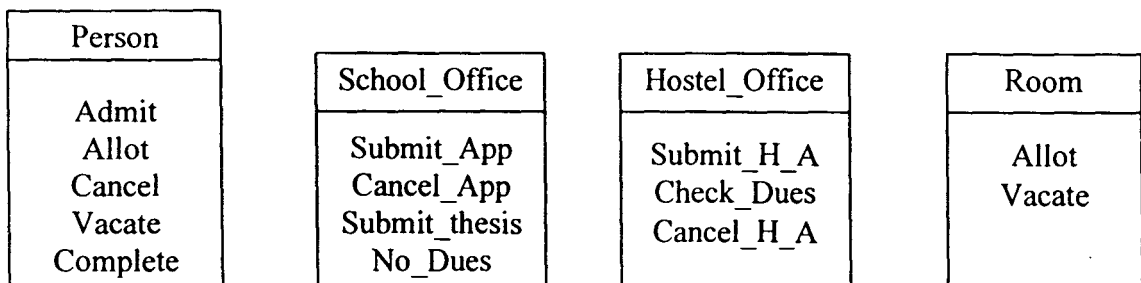 Person
Admit
Allot
Cancel
Vacate
Complete
School_Office
Submit_App
Cancel_App
Submit_thesis
No_Dues
Hostel_Office
Submit_H_A
Check_Dues
Cancel_H_A
Room
Allot
Vacate